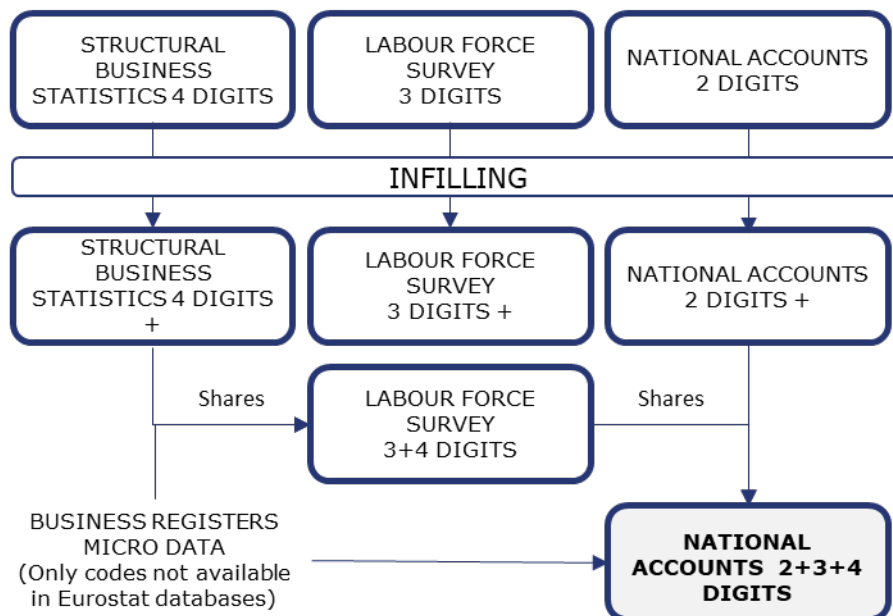 STRUCTURAL
BUSINESS
STATISTICS 4 DIGITS
LABOUR FORCE
SURVEY
3 DIGITS
NATIONAL ACCOUNTS
2 DIGITS
INFILLING
STRUCTURAL
BUSINESS
STATISTICS 4 DIGITS
+
LABOUR FORCE
SURVEY
3 DIGITS +
NATIONAL ACCOUNTS
2 DIGITS +
Shares
LABOUR FORCE
SURVEY
3+4 DIGITS
Shares
BUSINESS REGISTERS
MICRO DATA
(Only codes not available
in Eurostat databases)
NATIONAL
ACCOUNTS 2+3+4
DIGITS